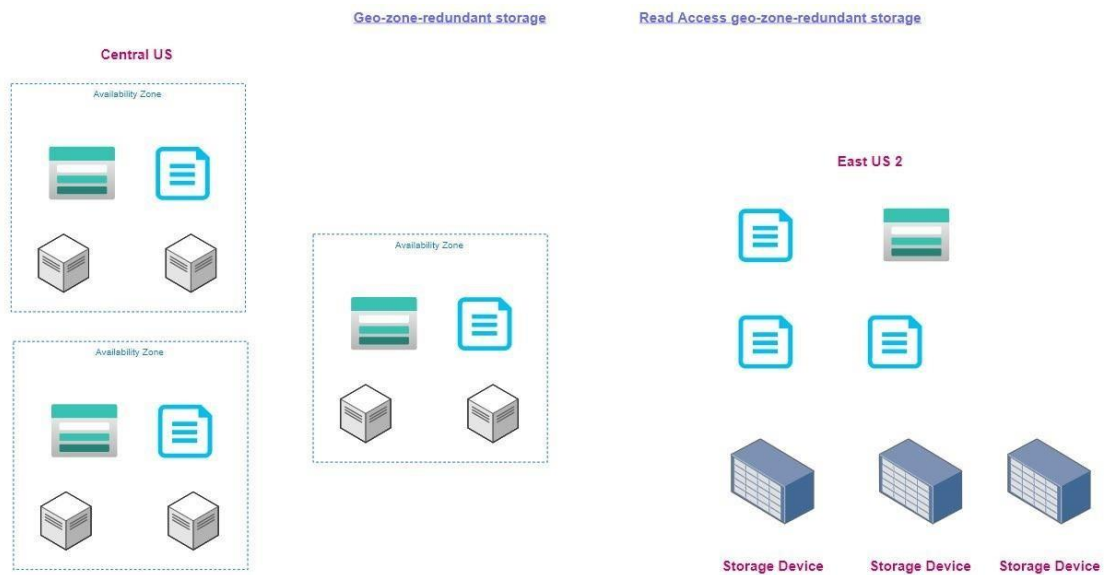 Geo-zone-redundant storage
Read Access geo-zone-redundant storage
Central US
Availability Zone
East US 2
Availability Zone
Availability Zone
Storage Device
Storage Device
Storage Device